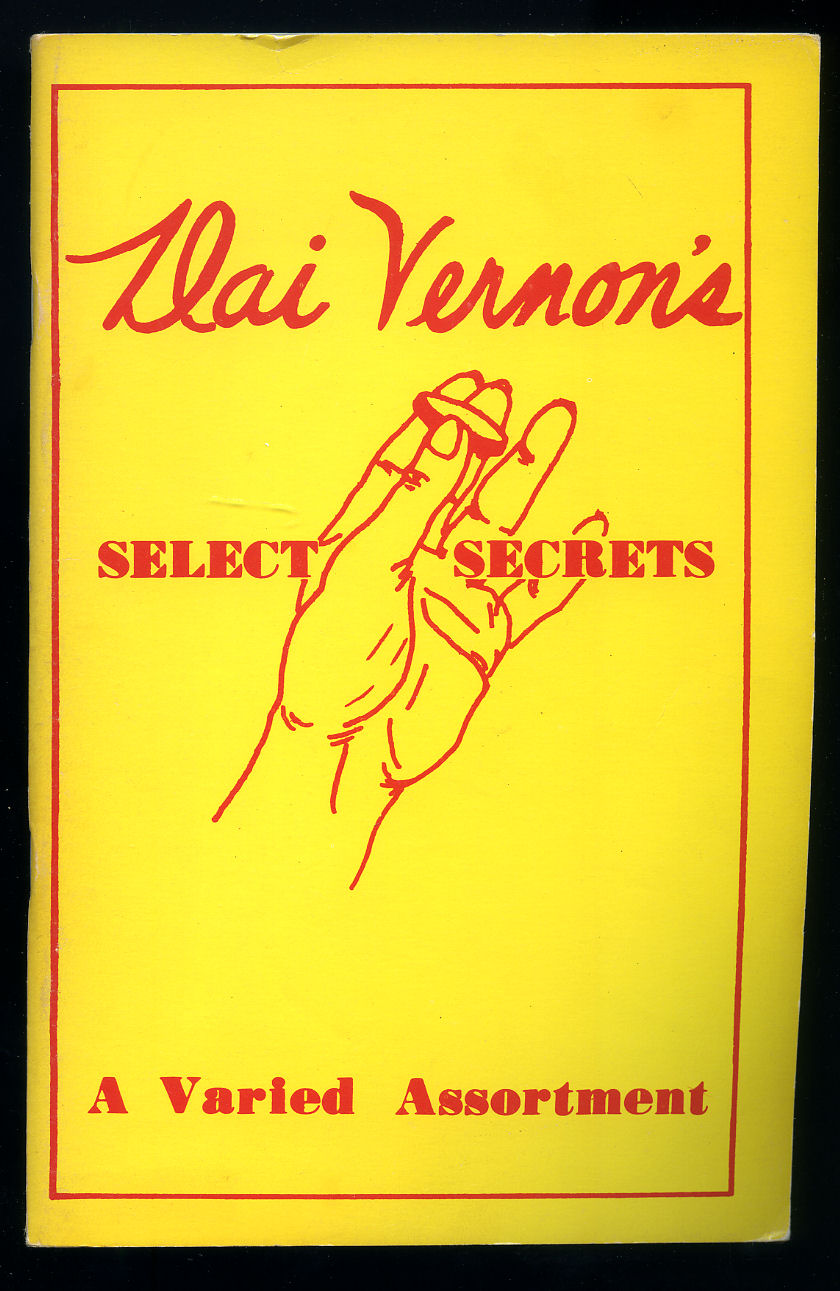 Dai Vernon's
SELECT SECRETS
A Varied Assortment